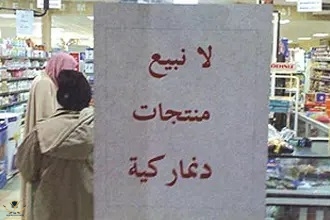 لا نبيع
منتجات
دنماركية